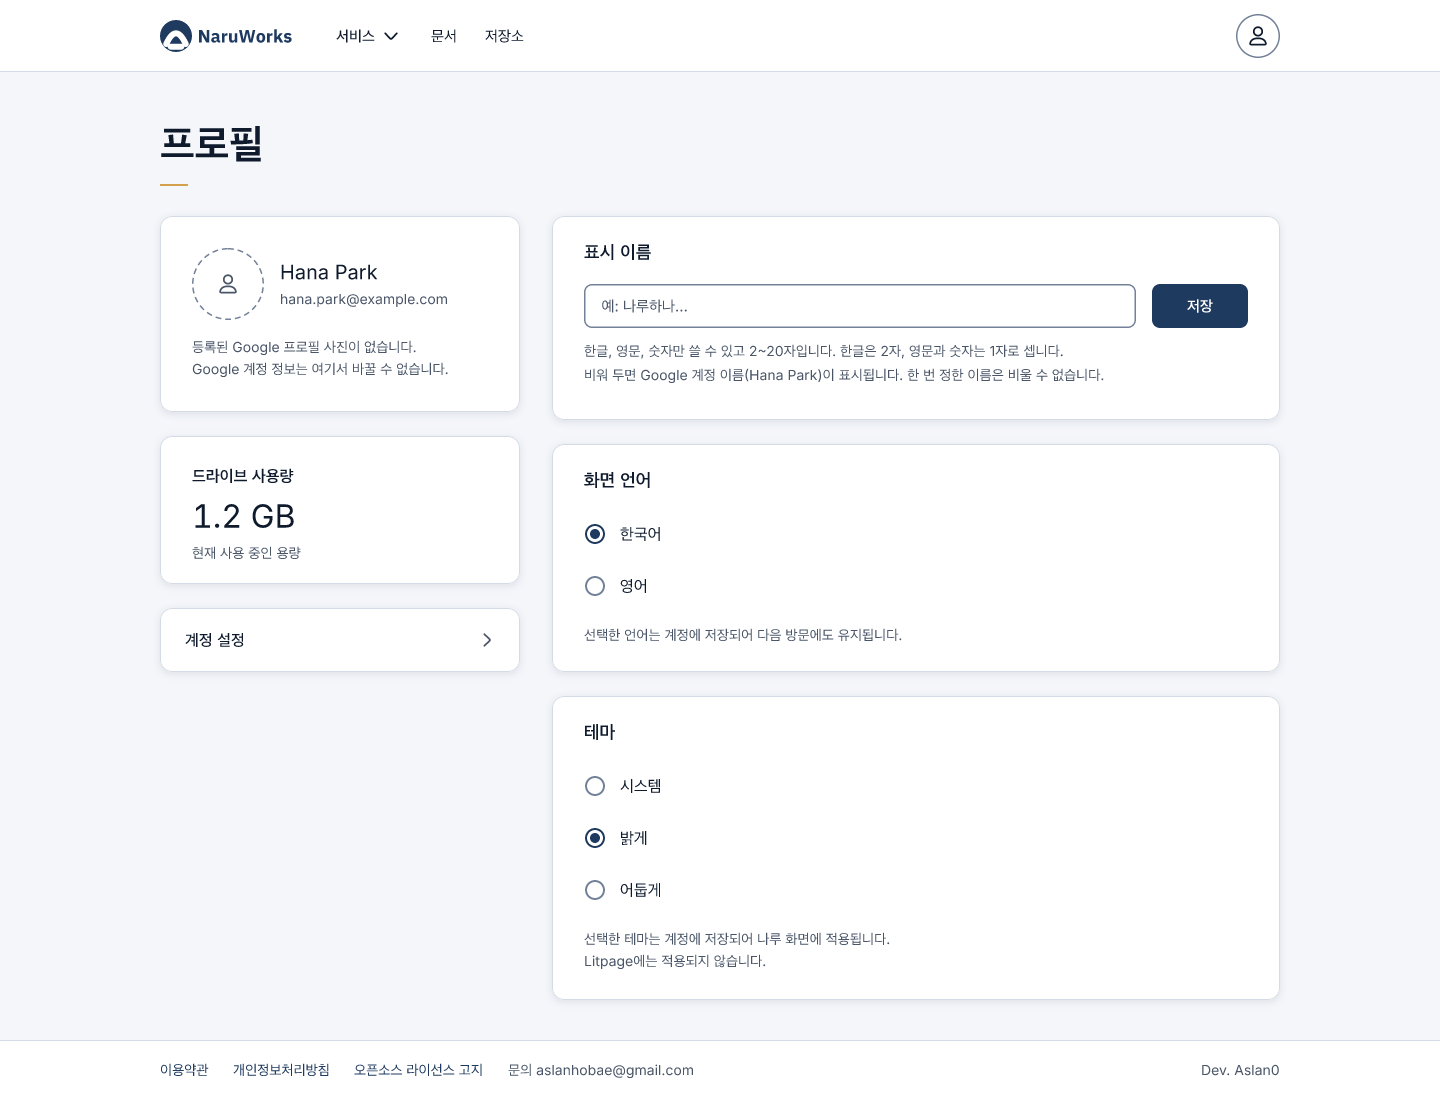 NaruWorks
서비스
문서
저장소
프로필
Hana Park
hana.park@example.com
등록된 Google 프로필 사진이 없습니다.
Google 계정 정보는 여기서 바꿀 수 없습니다.
드라이브 사용량
1.2 GB
현재 사용 중인 용량
계정 설정
표시 이름
예: 나루하나...
저장
한글, 영문, 숫자만 쓸 수 있고 2~20자입니다. 한글은 2자, 영문과 숫자는 1자로 셉니다.
비워 두면 Google 계정 이름(Hana Park)이 표시됩니다. 한 번 정한 이름은 비울 수 없습니다.
화면 언어
한국어
영어
선택한 언어는 계정에 저장되어 다음 방문에도 유지됩니다.
테마
시스템
밝게
어둡게
선택한 테마는 계정에 저장되어 나루 화면에 적용됩니다.
Litpage에는 적용되지 않습니다.
이용약관
개인정보처리방침
오픈소스 라이선스 고지
문의 aslanhobae@gmail.com
Dev. Aslan0